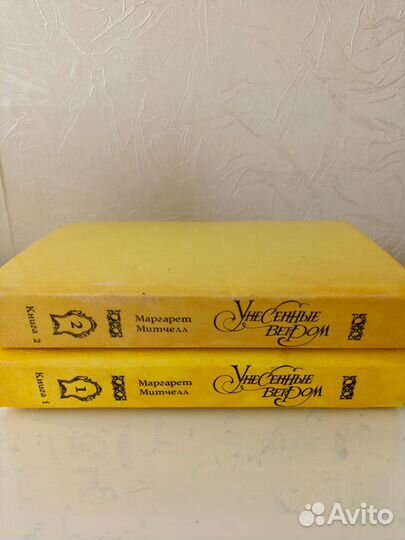 Книга 2
2
Маргарет
Митчелл
Унесенные
ветром
Книга 1
1
Маргарет
Митчелл
Унесенные
ветром
Avito